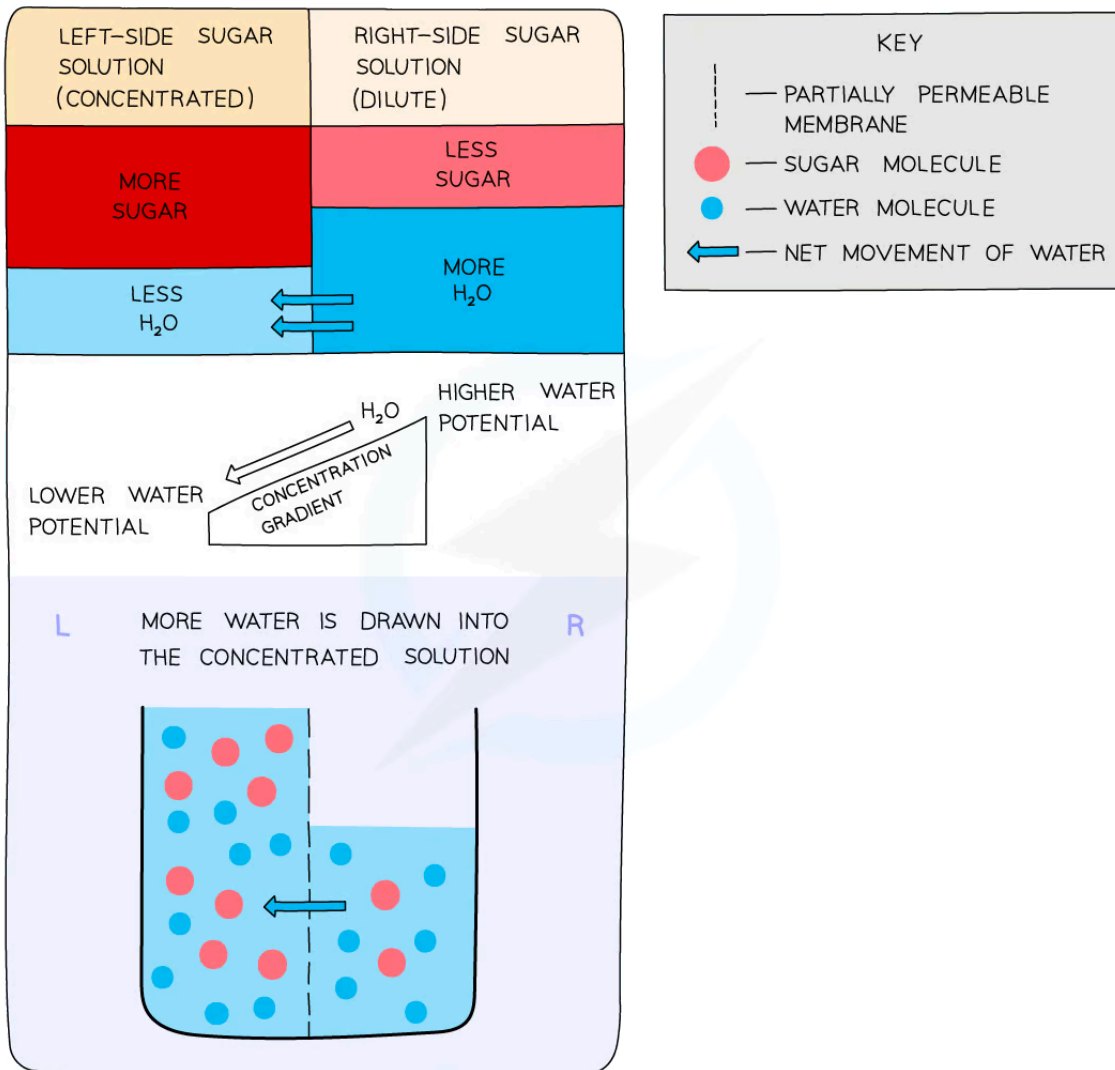 LEFT-SIDE SUGAR
SOLUTION
(CONCENTRATED)
RIGHT-SIDE SUGAR
SOLUTION
(DILUTE)
MORE
SUGAR
LESS
SUGAR
LESS
H₂O
MORE
H₂O
H₂O
HIGHER WATER
POTENTIAL
LOWER WATER
POTENTIAL
CONCENTRATION
GRADIENT
L
MORE WATER IS DRAWN INTO
THE CONCENTRATED SOLUTION
R
KEY
PARTIALLY PERMEABLE
MEMBRANE
SUGAR MOLECULE
WATER MOLECULE
NET MOVEMENT OF WATER